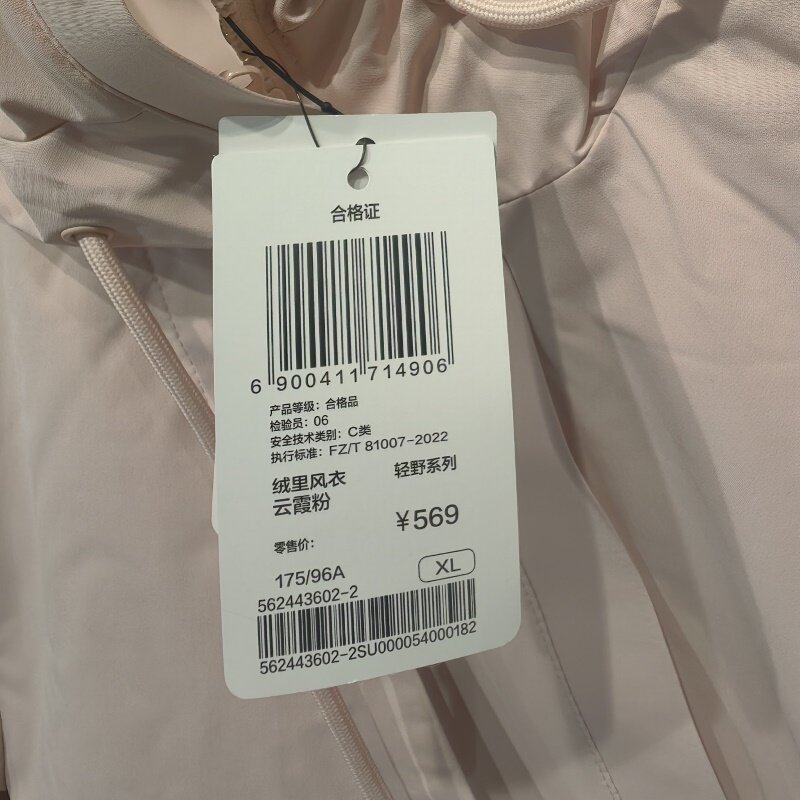 合格证
6 900411 714906
产品等级：合格品
检验员：06
安全技术类别：C类
执行标准：FZ/T 81007-2022
绒里风衣 轻野系列
云霞粉
¥569
零售价：
175/96A XL
562443602-2
562443602-2SU000054000182